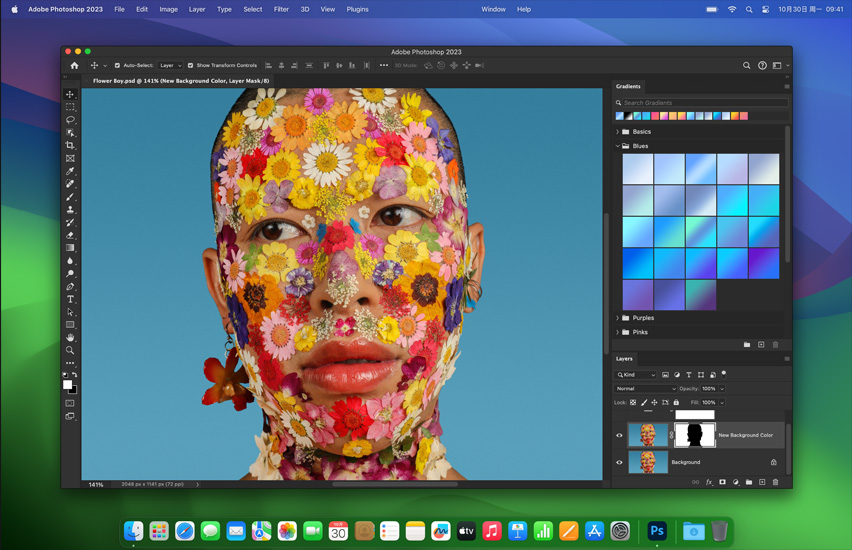 Adobe Photoshop 2023 File Edit Image Layer Type Select Filter 3D View Plugins Window Help 10月30日 周一 09:41
Adobe Photoshop 2023
Auto-Select: Layer Show Transform Controls 3D Mode:
Flower Boy.psd @ 141% (New Background Color, Layer Mask/8)
Gradients
Search Gradients
Basics
Blues
Purples
Pinks
Layers
Kind
Normal Opacity: 100%
Lock: Fill: 100%
New Background Color
Background
141% 2048 px x 1141 px (72 ppi)
30
tv
Ps